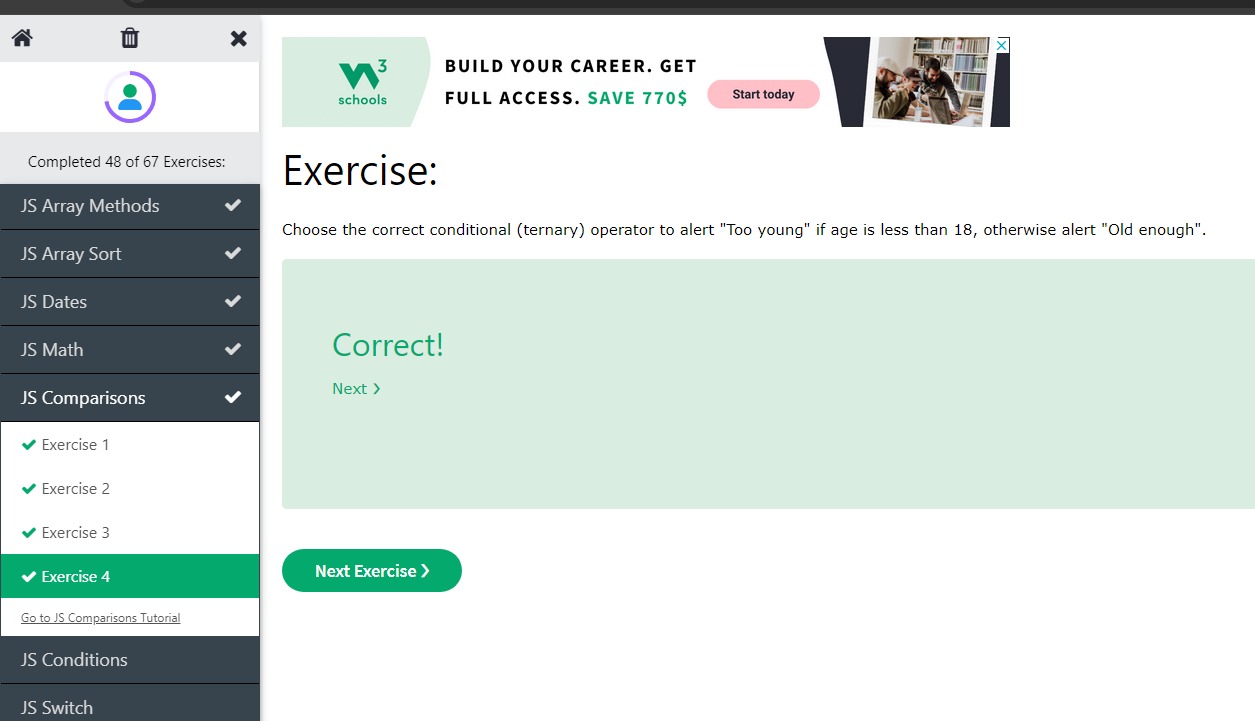 3
schools
BUILD YOUR CAREER. GET
FULL ACCESS. SAVE 770$
Start today
Completed 48 of 67 Exercises:
JS Array Methods
JS Array Sort
JS Dates
JS Math
JS Comparisons
Exercise 1
Exercise 2
Exercise 3
Exercise 4
Go to JS Comparisons Tutorial
JS Conditions
JS Switch
Exercise:
Choose the correct conditional (ternary) operator to alert "Too young" if age is less than 18, otherwise alert "Old enough".
Correct!
Next ❯
Next Exercise ❯